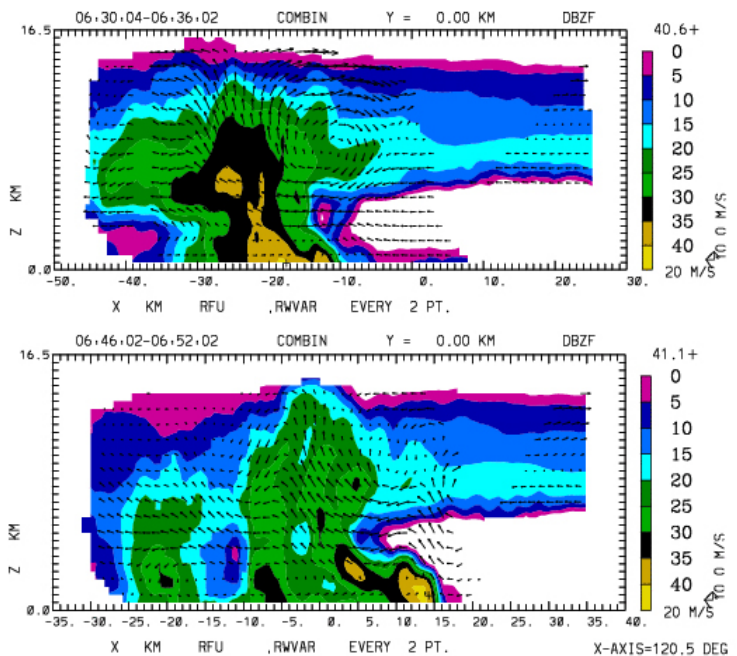 06:30:04-06:36:02 COMBIN Y = 0.00 KM DBZF
16.5
40.6+
0
5
10
15
20
25
30
35
40
Z KM
0.0
20 M/S
10.0 M/S
-50. -40. -30. -20. -10. 0. 10. 20. 30.
X KM RFU ,RWVAR EVERY 2 PT.
06:46:02-06:52:02 COMBIN Y = 0.00 KM DBZF
16.5
41.1+
0
5
10
15
20
25
30
35
40
Z KM
0.0
20 M/S
10.0 M/S
-35. -30. -25. -20. -15. -10. -5. 0. 5. 10. 15. 20. 25. 30. 35. 40.
X KM RFU ,RWVAR EVERY 2 PT.
X-AXIS=120.5 DEG